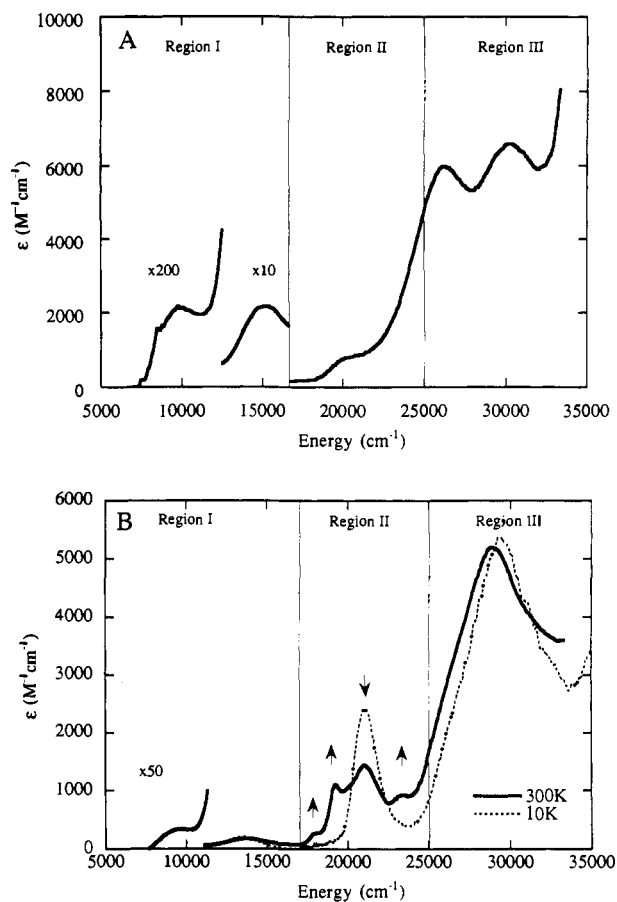 10000
A
Region I
Region II
Region III
8000
6000
4000
2000
0
ε (M⁻¹cm⁻¹)
x200
x10
5000 10000 15000 20000 25000 30000 35000
Energy (cm⁻¹)
6000
B
Region I
Region II
Region III
5000
4000
3000
2000
1000
0
ε (M⁻¹cm⁻¹)
x50
300K
10K
5000 10000 15000 20000 25000 30000 35000
Energy (cm⁻¹)